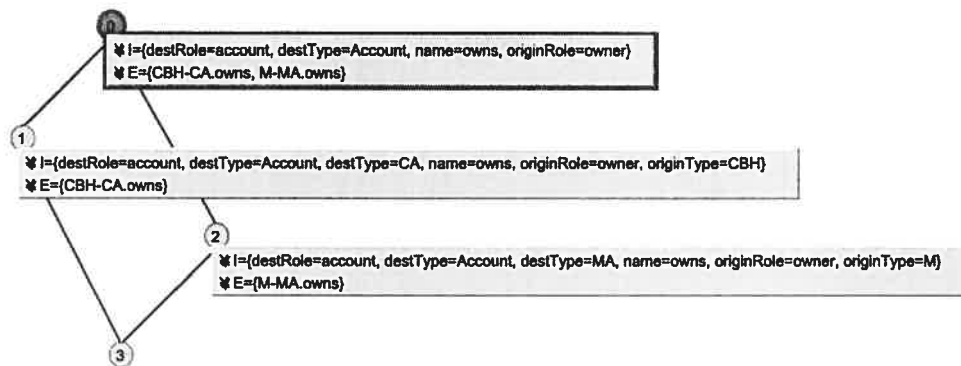 0
I={destRole=account, destType=Account, name=owns, originRole=owner}
E={CBH-CA.owns, M-MA.owns}
1
I={destRole=account, destType=Account, destType=CA, name=owns, originRole=owner, originType=CBH}
E={CBH-CA.owns}
2
I={destRole=account, destType=Account, destType=MA, name=owns, originRole=owner, originType=M}
E={M-MA.owns}
3